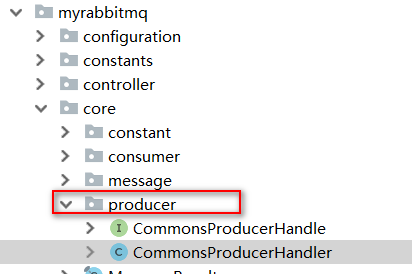 myrabbitmq
configuration
constants
controller
core
constant
consumer
message
producer
I CommonsProducerHandle
C CommonsProducerHandler